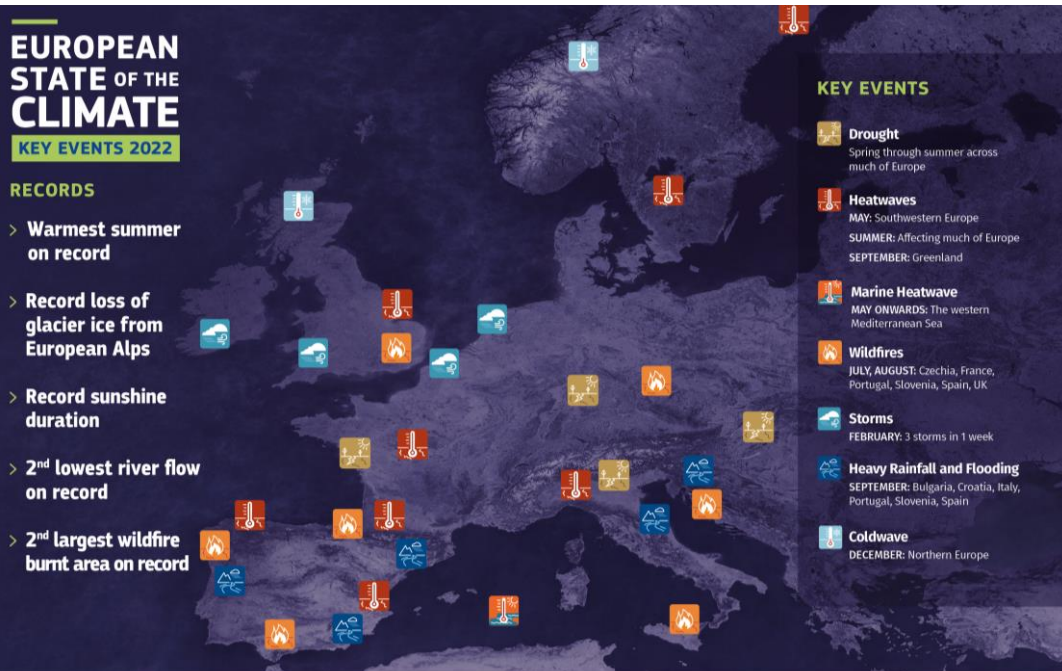 EUROPEAN
STATE OF THE
CLIMATE
KEY EVENTS 2022
RECORDS
> Warmest summer
on record
> Record loss of
glacier ice from
European Alps
> Record sunshine
duration
> 2nd lowest river flow
on record
> 2nd largest wildfire
burnt area on record
KEY EVENTS
Drought
Spring through summer across
much of Europe
Heatwaves
MAY: Southwestern Europe
SUMMER: Affecting much of Europe
SEPTEMBER: Greenland
Marine Heatwave
MAY ONWARDS: The western
Mediterranean Sea
Wildfires
JULY, AUGUST: Czechia, France,
Portugal, Slovenia, Spain, UK
Storms
FEBRUARY: 3 storms in 1 week
Heavy Rainfall and Flooding
SEPTEMBER: Bulgaria, Croatia, Italy,
Portugal, Slovenia, Spain
Coldwave
DECEMBER: Northern Europe